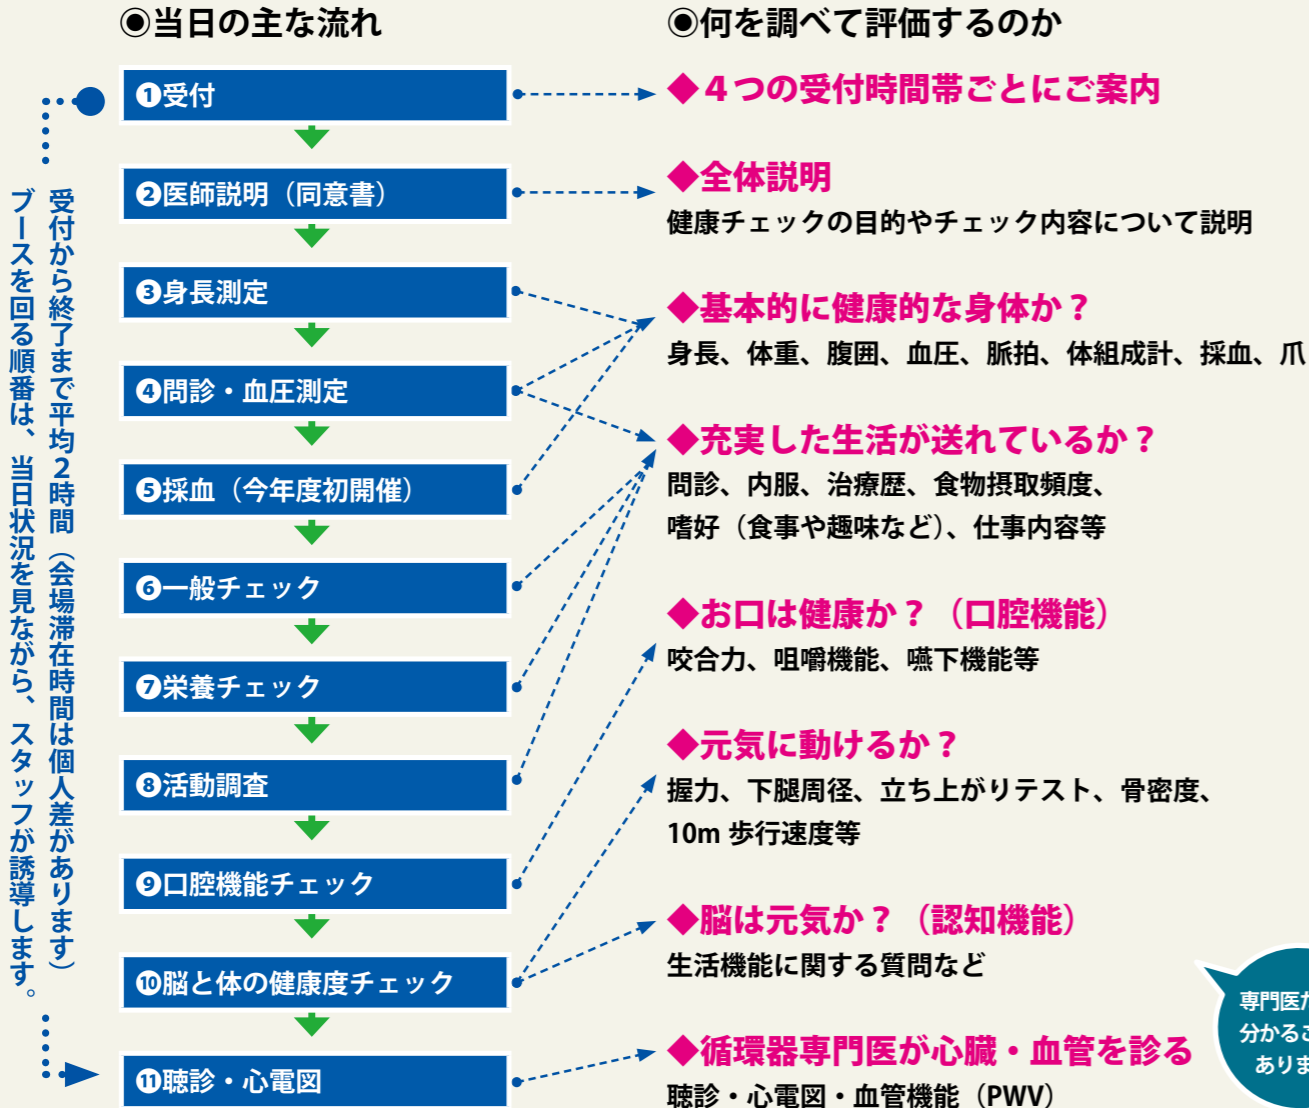 ◉当日の主な流れ
❶受付
❷医師説明（同意書）
❸身長測定
❹問診・血圧測定
❺採血（今年度初開催）
❻一般チェック
❼栄養チェック
❽活動調査
❾口腔機能チェック
❿脳と体の健康度チェック
⓫聴診・心電図
受付から終了まで平均２時間（会場滞在時間は個人差があります）
ブースを回る順番は、当日状況を見ながら、スタッフが誘導します。
◉何を調べて評価するのか
◆４つの受付時間帯ごとにご案内
◆全体説明
健康チェックの目的やチェック内容について説明
◆基本的に健康的な身体か？
身長、体重、腹囲、血圧、脈拍、体組成計、採血、爪
◆充実した生活が送れているか？
問診、内服、治療歴、食物摂取頻度、
嗜好（食事や趣味など）、仕事内容等
◆お口は健康か？（口腔機能）
咬合力、咀嚼機能、嚥下機能等
◆元気に動けるか？
握力、下腿周径、立ち上がりテスト、骨密度、
10m 歩行速度等
◆脳は元気か？（認知機能）
生活機能に関する質問など
◆循環器専門医が心臓・血管を診る
聴診・心電図・血管機能（PWV）
専門医
分かるこ
ありま